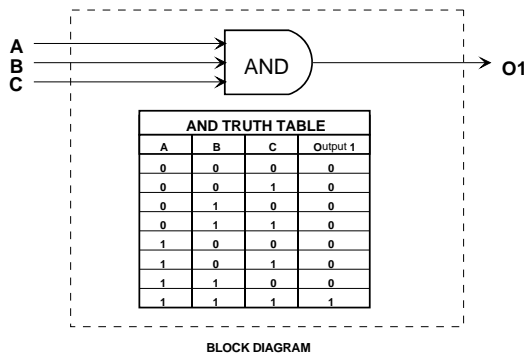 A
B
C
AND
O1
AND TRUTH TABLE
A B C Output 1
0 0 0 0
0 0 1 0
0 1 0 0
0 1 1 0
1 0 0 0
1 0 1 0
1 1 0 0
1 1 1 1
BLOCK DIAGRAM